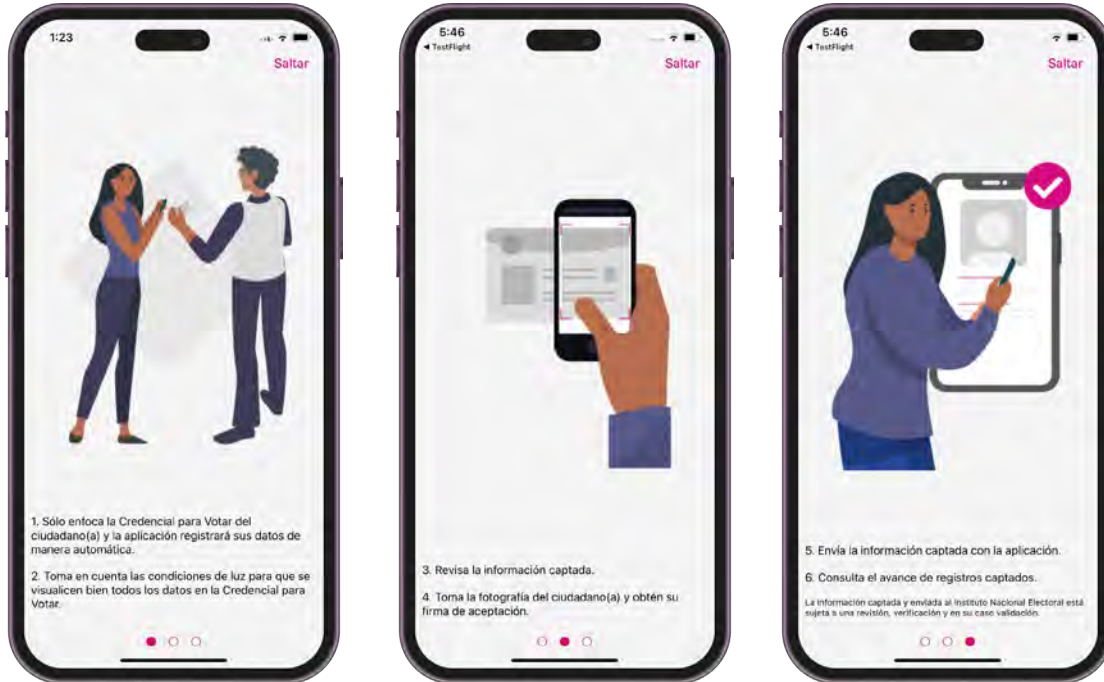 1:23
Saltar
1. Sólo enfoca la Credencial para Votar del
ciudadano(a) y la aplicación registrará sus datos de
manera automática.
2. Toma en cuenta las condiciones de luz para que se
visualicen bien todos los datos en la Credencial para
Votar.
5:46
◀ TestFlight
Saltar
3. Revisa la información captada.
4. Toma la fotografía del ciudadano(a) y obtén su
firma de aceptación.
5:46
◀ TestFlight
Saltar
5. Envía la información captada con la aplicación.
6. Consulta el avance de registros captados.
La información captada y enviada al Instituto Nacional Electoral está
sujeta a una revisión, verificación y en su caso validación.